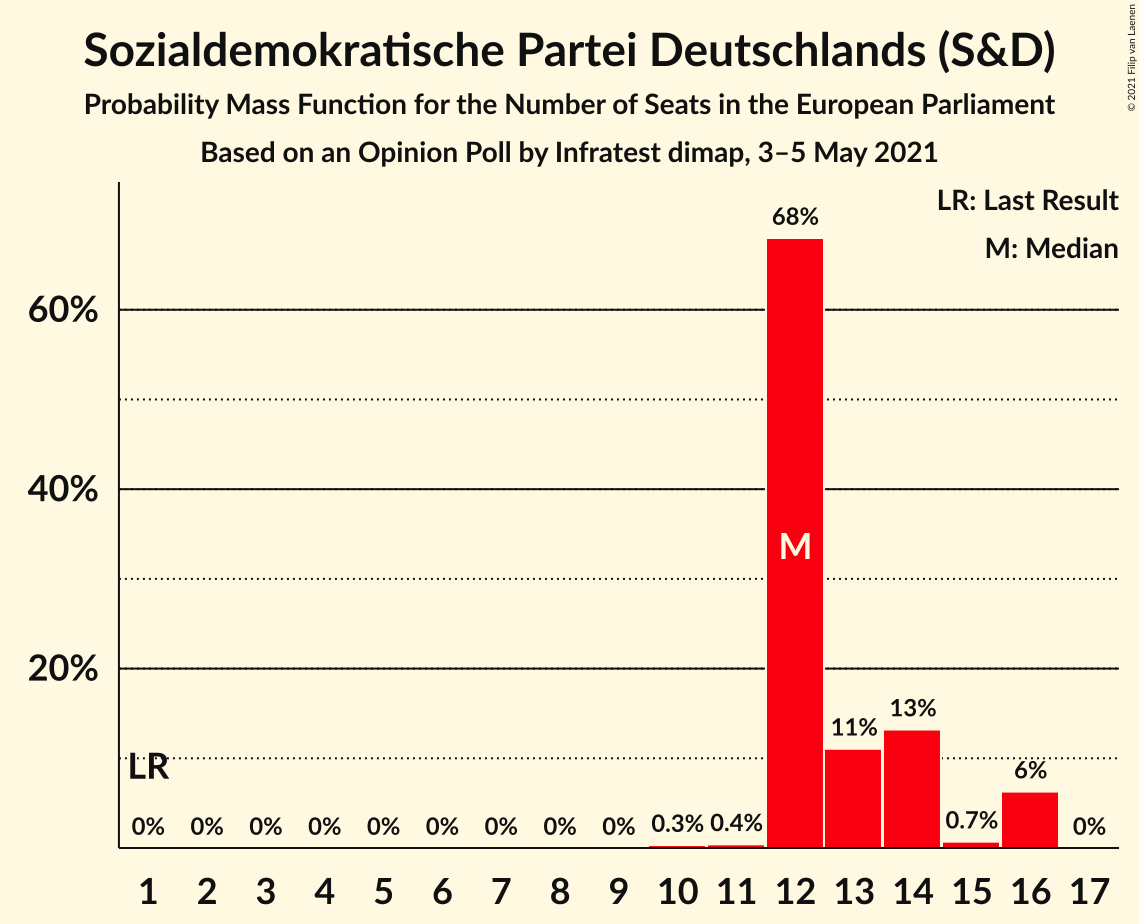 Sozialdemokratische Partei Deutschlands (S&D)
Probability Mass Function for the Number of Seats in the European Parliament
Based on an Opinion Poll by Infratest dimap, 3–5 May 2021
© 2021 Filip van Laenen
LR: Last Result
M: Median
68%
60%
40%
M
20%
13%
11%
LR
6%
0% 0% 0% 0% 0% 0% 0% 0% 0% 0.3% 0.4% 0.7% 0%
1 2 3 4 5 6 7 8 9 10 11 12 13 14 15 16 17